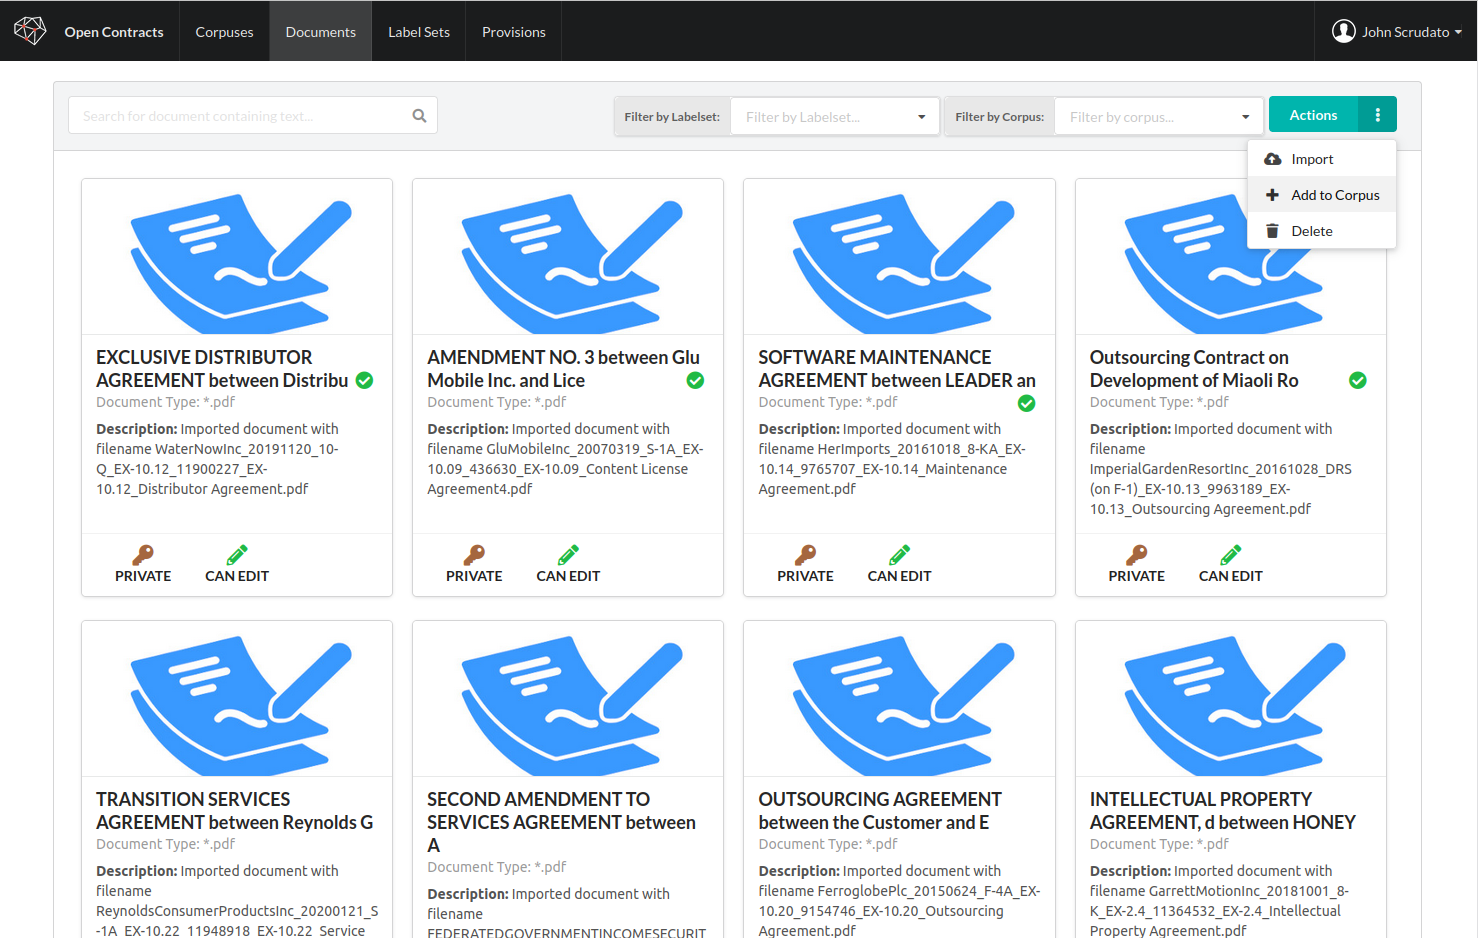 Open Contracts
Corpuses
Documents
Label Sets
Provisions
John Scrudato
Search for document containing text...
Filter by Labelset:
Filter by Labelset...
Filter by Corpus:
Filter by corpus...
Actions
Import
Add to Corpus
Delete
EXCLUSIVE DISTRIBUTOR
AGREEMENT between Distribu
Document Type: *.pdf
Description: Imported document with
filename WaterNowInc_20191120_10-
Q_EX-10.12_11900227_EX-
10.12_Distributor Agreement.pdf
PRIVATE
CAN EDIT
AMENDMENT NO. 3 between Glu
Mobile Inc. and Lice
Document Type: *.pdf
Description: Imported document with
filename GluMobileInc_20070319_S-1A_EX-
10.09_436630_EX-10.09_Content License
Agreement4.pdf
PRIVATE
CAN EDIT
SOFTWARE MAINTENANCE
AGREEMENT between LEADER an
Document Type: *.pdf
Description: Imported document with
filename HerImports_20161018_8-KA_EX-
10.14_9765707_EX-10.14_Maintenance
Agreement.pdf
PRIVATE
CAN EDIT
Outsourcing Contract on
Development of Miaoli Ro
Document Type: *.pdf
Description: Imported document with
filename
ImperialGardenResortInc_20161028_DRS
(on F-1)_EX-10.13_9963189_EX-
10.13_Outsourcing Agreement.pdf
PRIVATE
CAN EDIT
TRANSITION SERVICES
AGREEMENT between Reynolds G
Document Type: *.pdf
Description: Imported document with
filename
ReynoldsConsumerProductsInc_20200121_S
-1A_EX-10.22_11948918_EX-10.22_Service
SECOND AMENDMENT TO
SERVICES AGREEMENT between
A
Document Type: *.pdf
Description: Imported document with
filename
FEDERATEDGOVERNMENTINCOMESECURIT
OUTSOURCING AGREEMENT
between the Customer and E
Document Type: *.pdf
Description: Imported document with
filename FerroglobePlc_20150624_F-4A_EX-
10.20_9154746_EX-10.20_Outsourcing
Agreement.pdf
INTELLECTUAL PROPERTY
AGREEMENT, d between HONEY
Document Type: *.pdf
Description: Imported document with
filename GarrettMotionInc_20181001_8-
K_EX-2.4_11364532_EX-2.4_Intellectual
Property Agreement.pdf